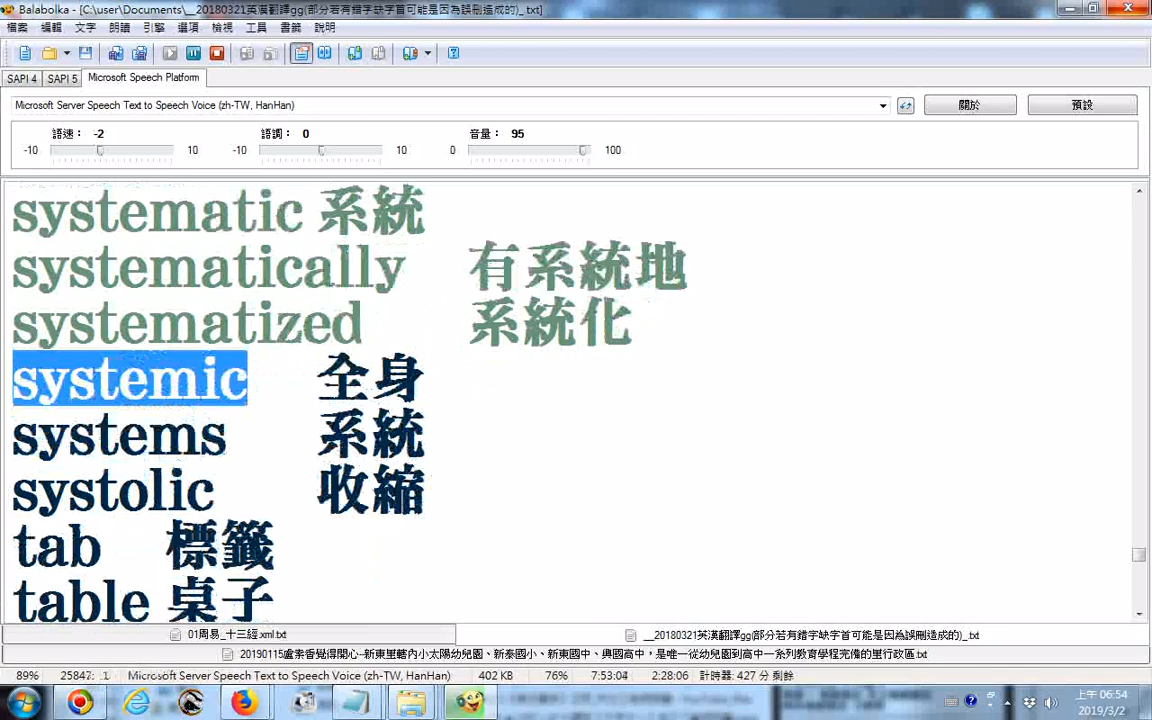 Balabolka - [C:\user\Documents\__20180321英漢翻譯gg(部分若有錯字缺字首可能是因為誤刪造成的)_.txt]
檔案 編輯 文字 朗讀 引擎 選項 檢視 工具 書籤 說明
SAPI 4 SAPI 5 Microsoft Speech Platform
Microsoft Server Speech Text to Speech Voice (zh-TW, HanHan) 關於 預設
語速： -2 語調： 0 音量： 95
-10 10 -10 10 0 100
systematic 系統
systematically 有系統地
systematized 系統化
systemic 全身
systems 系統
systolic 收縮
tab 標籤
table 桌子
01周易_十三經.xml.txt __20180321英漢翻譯gg(部分若有錯字缺字首可能是因為誤刪造成的)_.txt
20190115盧素香覺得開心--新東里轄內小太陽幼兒園、新泰國小、新東國中、興國高中，是唯一從幼兒園到高中一系列教育學程完備的里行政區.txt
89% 25847: .1 Microsoft Server Speech Text to Speech Voice (zh-TW, HanHan) 402 KB 76% 7:53:04 2:28:06 計時器: 427 分 剩餘
上午 06:54
2019/3/2